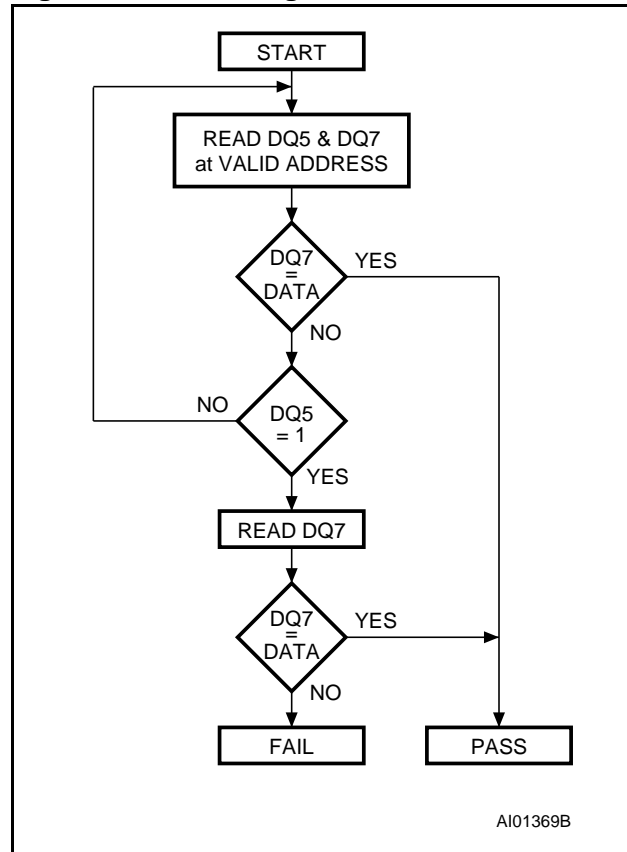 START
READ DQ5 & DQ7
at VALID ADDRESS
DQ7
=
DATA
YES
NO
NO
DQ5
= 1
YES
READ DQ7
DQ7
=
DATA
YES
NO
FAIL
PASS
AI01369B